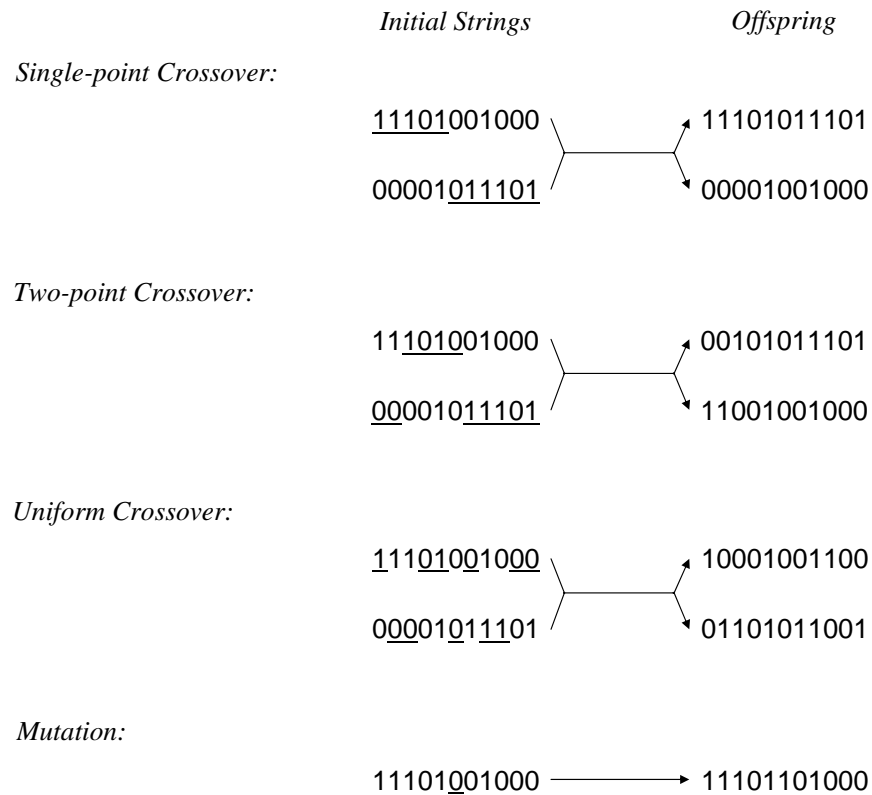 Initial Strings Offspring
Single-point Crossover:
11101001000 11101011101
00001011101 00001001000
Two-point Crossover:
11101001000 00101011101
00001011101 11001001000
Uniform Crossover:
11101001000 10001001100
00001011101 01101011001
Mutation:
11101001000 11101101000